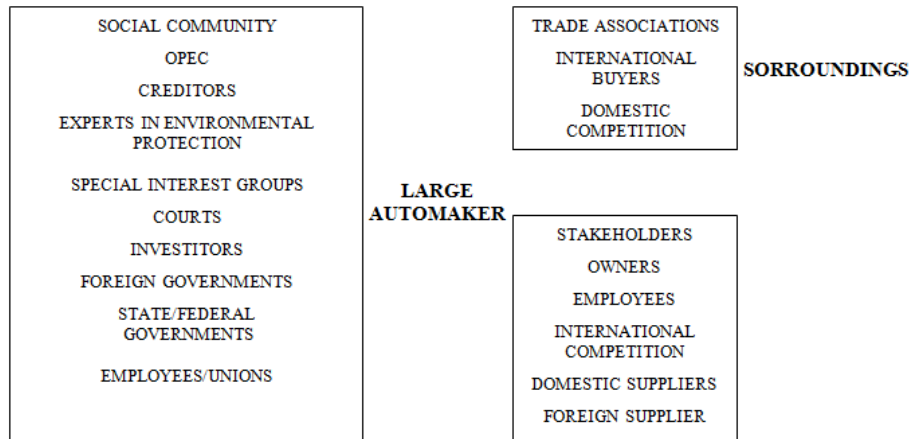 SOCIAL COMMUNITY
OPEC
CREDITORS
EXPERTS IN ENVIRONMENTAL
PROTECTION
SPECIAL INTEREST GROUPS
COURTS
INVESTITORS
FOREIGN GOVERNMENTS
STATE/FEDERAL
GOVERNMENTS
EMPLOYEES/UNIONS
LARGE
AUTOMAKER
TRADE ASSOCIATIONS
INTERNATIONAL
BUYERS
DOMESTIC
COMPETITION
SORROUNDINGS
STAKEHOLDERS
OWNERS
EMPLOYEES
INTERNATIONAL
COMPETITION
DOMESTIC SUPPLIERS
FOREIGN SUPPLIER